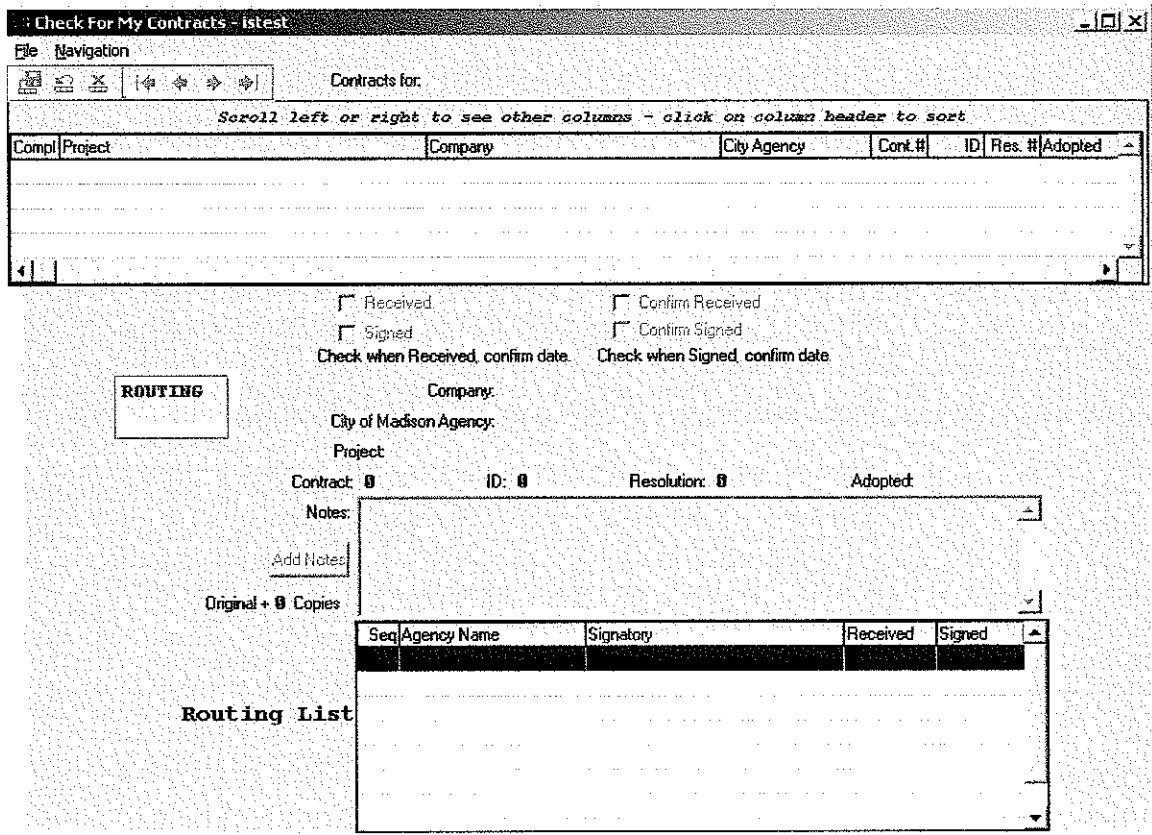 Check For My Contracts - istest
File Navigation
Contracts for:
Scroll left or right to see other columns - click on column header to sort
Compl Project Company City Agency Cont.# ID Res. # Adopted
Received Confirm Received
Signed Confirm Signed
Check when Received, confirm date. Check when Signed, confirm date.
ROUTING
Company:
City of Madison Agency:
Project:
Contract: 0 ID: 0 Resolution: 0 Adopted:
Notes:
Add Notes
Original + 0 Copies
Seq Agency Name Signatory Received Signed
Routing List